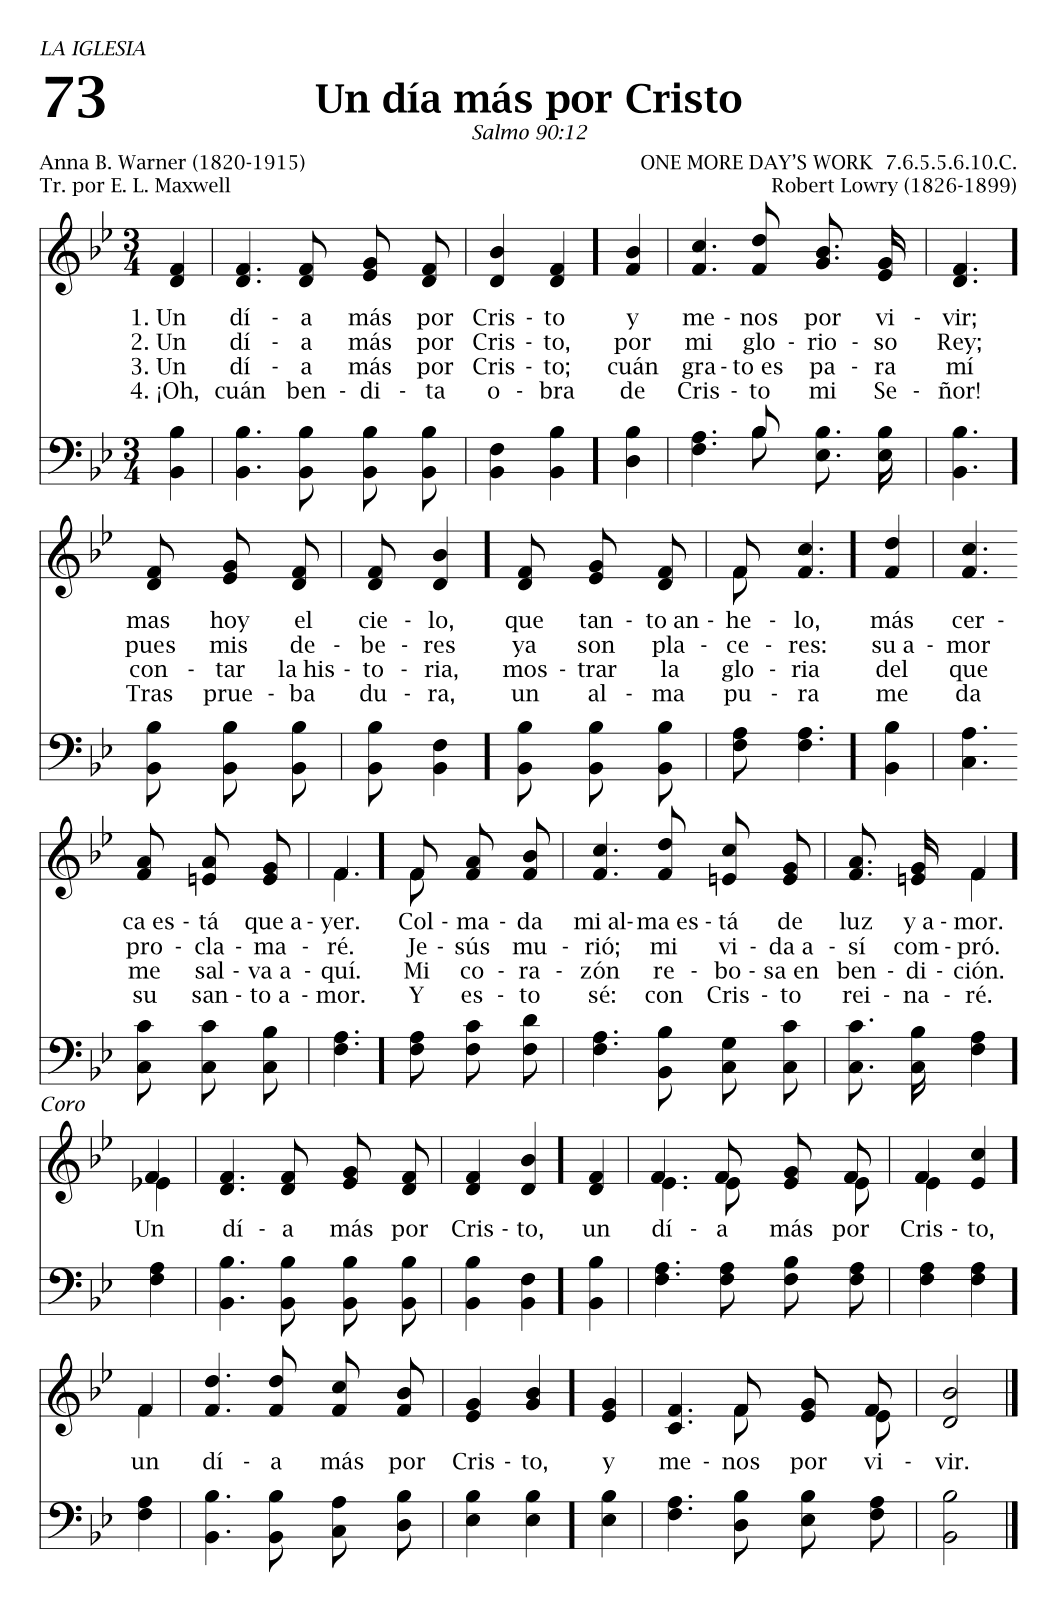 LA IGLESIA
73
Un día más por Cristo
Salmo 90:12
Anna B. Warner (1820-1915)
ONE MORE DAY’S WORK 7.6.5.5.6.10.C.
Tr. por E. L. Maxwell
Robert Lowry (1826-1899)
3
4
1. Un dí - a más por Cris - to y me - nos por vi - vir;
2. Un dí - a más por Cris - to, por mi glo - rio - so Rey;
3. Un dí - a más por Cris - to; cuán gra - to es pa - ra mí
4. ¡Oh, cuán ben - di - ta o - bra de Cris - to mi Se - ñor!
3
4
mas hoy el cie - lo, que tan - to an - he - lo, más cer -
pues mis de - be - res ya son pla - ce - res: su a - mor
con - tar la his - to - ria, mos - trar la glo - ria del que
Tras prue - ba du - ra, un al - ma pu - ra me da
ca es - tá que a - yer. Col - ma - da mi al - ma es - tá de luz y a - mor.
pro - cla - ma - ré. Je - sús mu - rió; mi vi - da a - sí com - pró.
me sal - va a - quí. Mi co - ra - zón re - bo - sa en ben - di - ción.
su san - to a - mor. Y es - to sé: con Cris - to rei - na - ré.
Coro
Un dí - a más por Cris - to, un dí - a más por Cris - to,
un dí - a más por Cris - to, y me - nos por vi - vir.